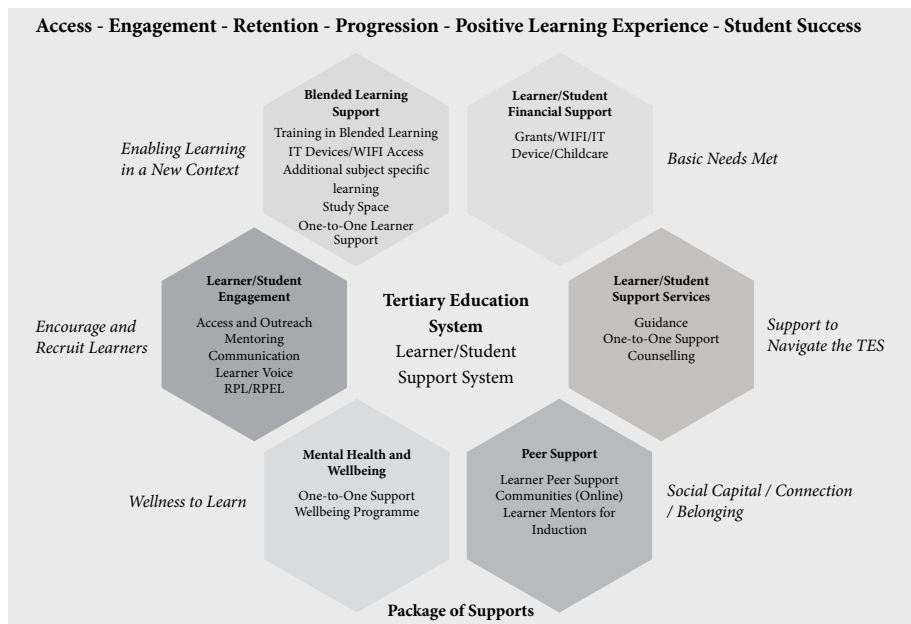 Access - Engagement - Retention - Progression - Positive Learning Experience - Student Success
Enabling Learning
in a New Context
Blended Learning
Support
Training in Blended Learning
IT Devices/WIFI Access
Additional subject specific
learning
Study Space
One-to-One Learner
Support
Learner/Student
Financial Support
Grants/WIFI/IT
Device/Childcare
Basic Needs Met
Encourage and
Recruit Learners
Learner/Student
Engagement
Access and Outreach
Mentoring
Communication
Learner Voice
RPL/RPEL
Tertiary Education
System
Learner/Student
Support System
Learner/Student
Support Services
Guidance
One-to-One Support
Counselling
Support to
Navigate the TES
Wellness to Learn
Mental Health and
Wellbeing
One-to-One Support
Wellbeing Programme
Peer Support
Learner Peer Support
Communities (Online)
Learner Mentors for
Induction
Social Capital / Connection
/ Belonging
Package of Supports